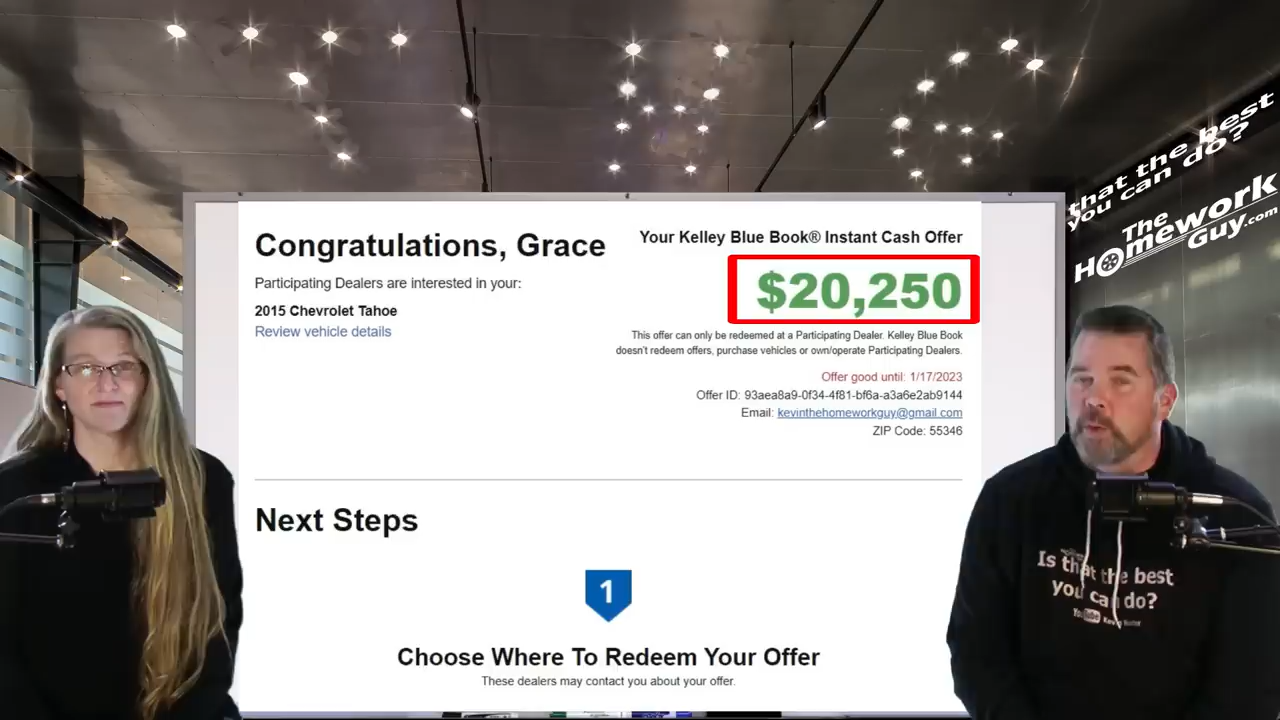 that the best
you can do?
The
Homework
Guy.com
Congratulations, Grace
Participating Dealers are interested in your:
2015 Chevrolet Tahoe
Review vehicle details
Your Kelley Blue Book® Instant Cash Offer
$20,250
This offer can only be redeemed at a Participating Dealer. Kelley Blue Book
doesn't redeem offers, purchase vehicles or own/operate Participating Dealers.
Offer good until: 1/17/2023
Offer ID: 93aea8a9-0f34-4f81-bf6a-a3a6e2ab9144
Email: kevinthehomeworkguy@gmail.com
ZIP Code: 55346
Next Steps
1
Choose Where To Redeem Your Offer
These dealers may contact you about your offer.
Is that the best
you can do?
YouTube Kevin